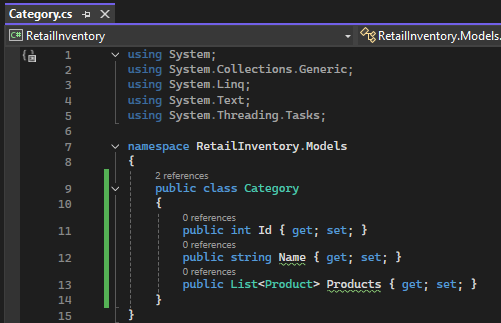 Category.cs
C# RetailInventory
RetailInventory.Models.
1 using System;
2 using System.Collections.Generic;
3 using System.Linq;
4 using System.Text;
5 using System.Threading.Tasks;
6
7 namespace RetailInventory.Models
8 {
2 references
9 public class Category
10 {
0 references
11 public int Id { get; set; }
0 references
12 public string Name { get; set; }
0 references
13 public List<Product> Products { get; set; }
14 }
15 }